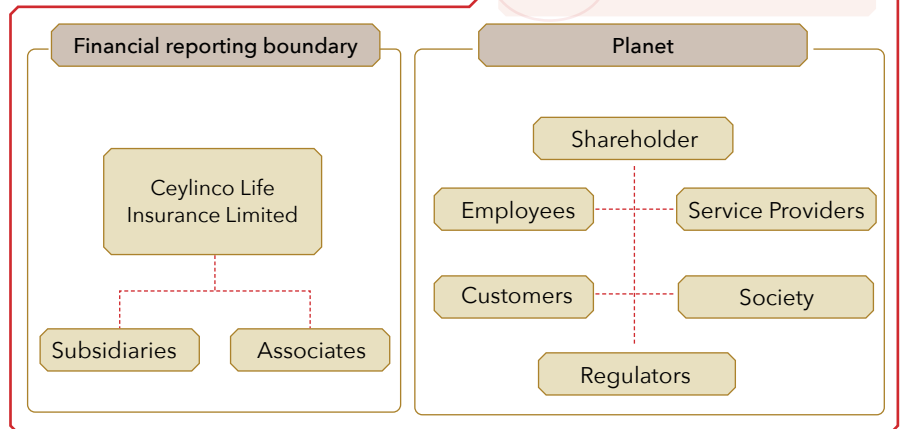 Financial reporting boundary
Ceylinco Life
Insurance Limited
Subsidiaries
Associates
Planet
Shareholder
Employees
Service Providers
Customers
Society
Regulators